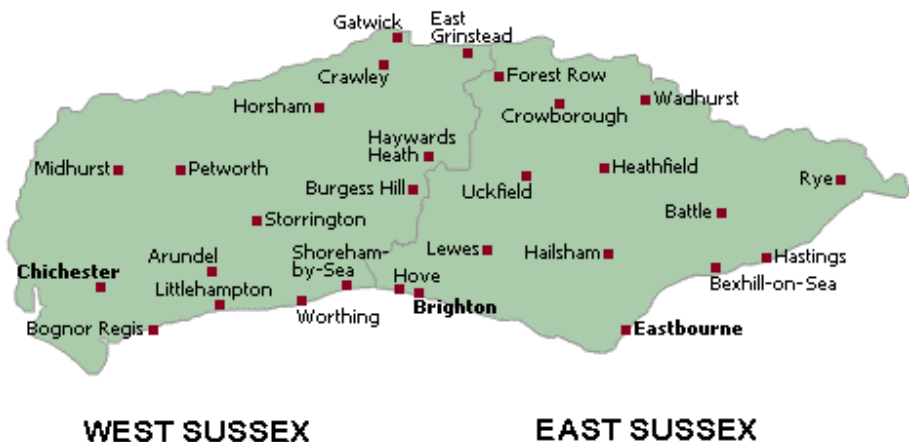 Gatwick
East
Grinstead
Crawley
Forest Row
Horsham
Crowborough
Wadhurst
Haywards
Heath
Midhurst
Petworth
Heathfield
Burgess Hill
Uckfield
Rye
Storrington
Battle
Shoreham-
by-Sea
Lewes
Hailsham
Hastings
Arundel
Chichester
Littlehampton
Hove
Bexhill-on-Sea
Brighton
Worthing
Bognor Regis
Eastbourne
WEST SUSSEX
EAST SUSSEX